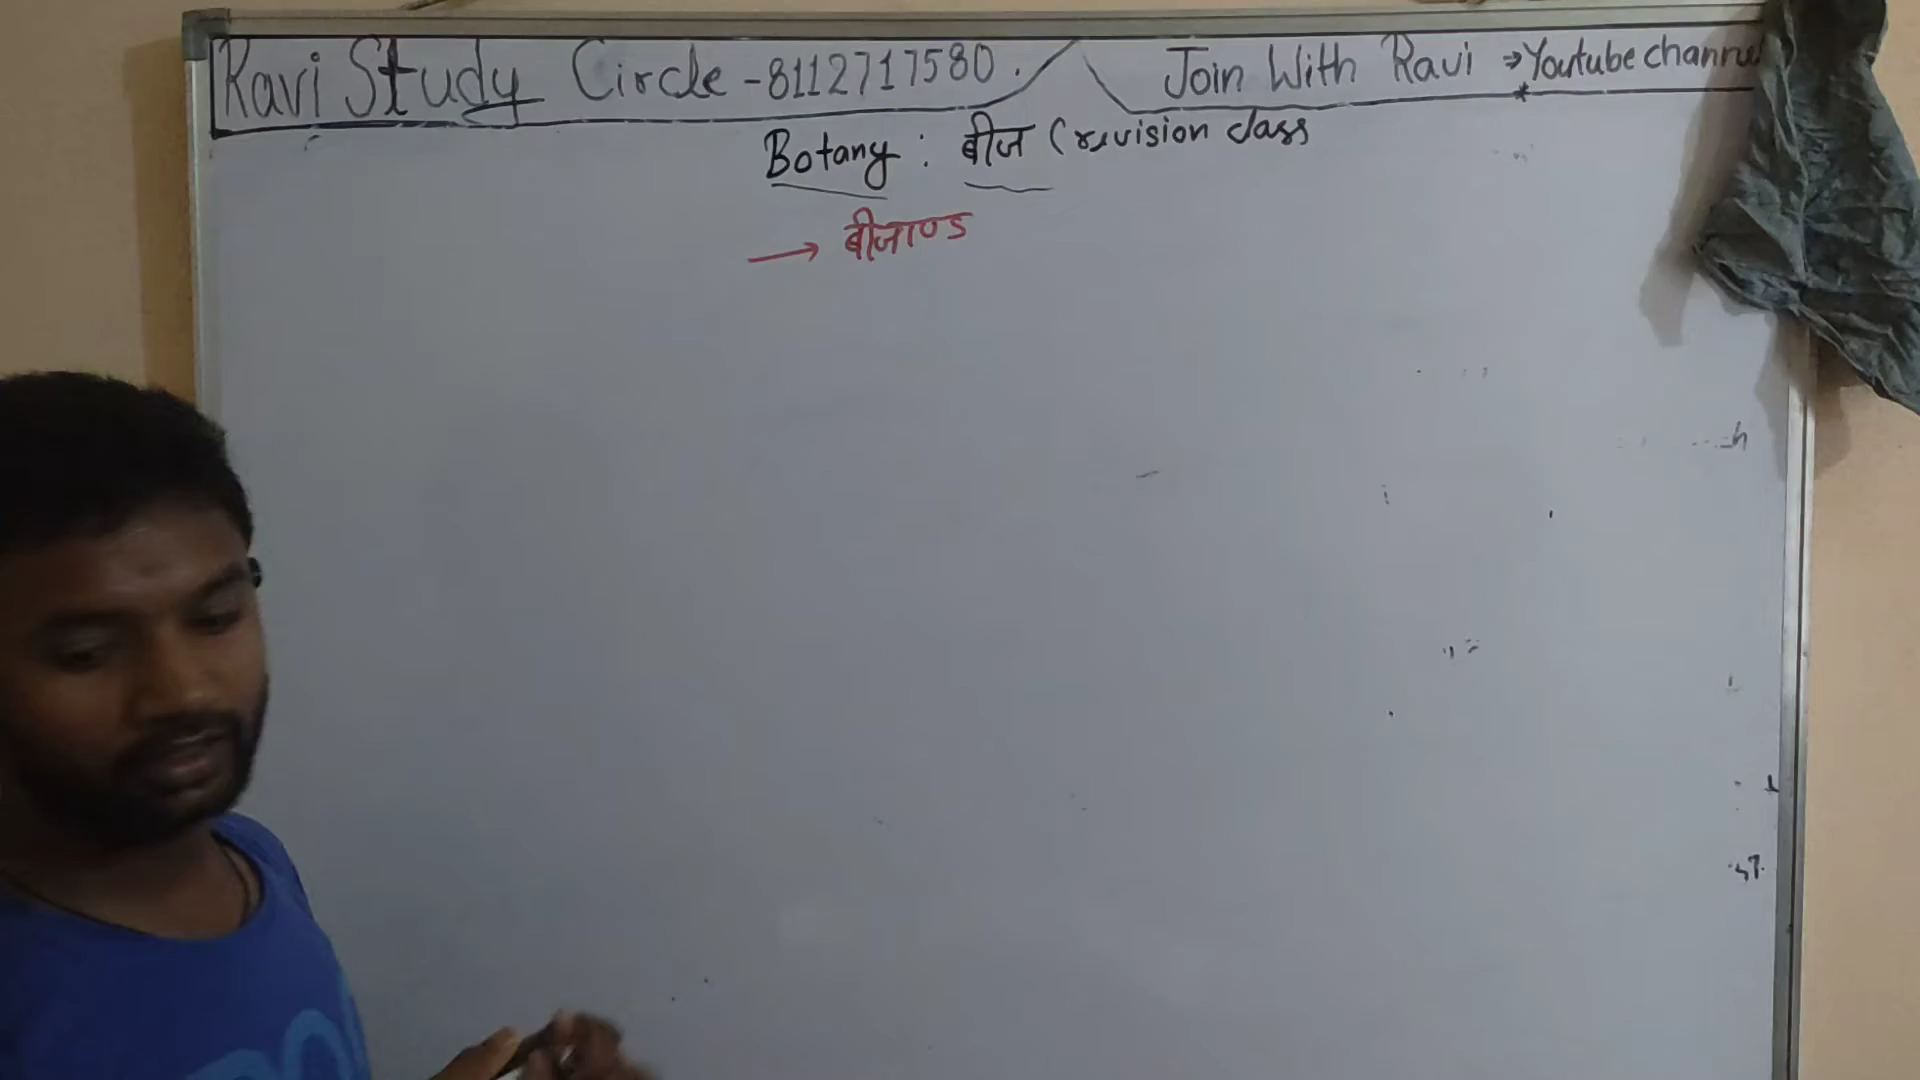 Ravi Study Circle - 8112717580. Join With Ravi ⇒ Youtube channel
Botany : बीज (revision class
→ बीजाण्ड